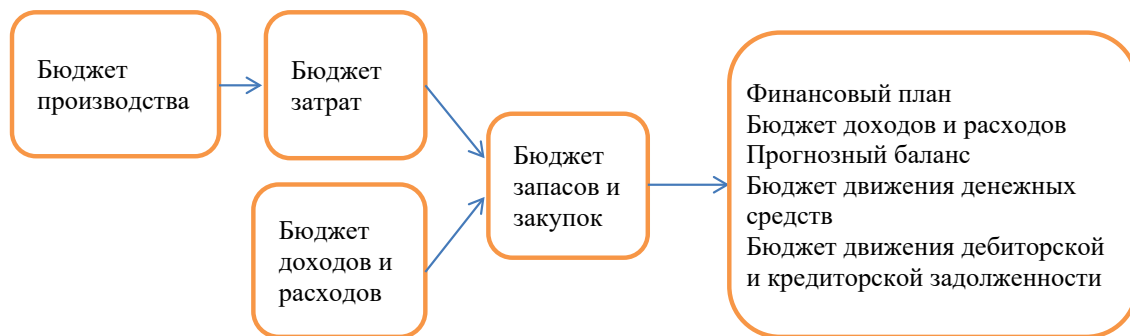 Бюджет
производства
Бюджет
затрат
Бюджет
доходов и
расходов
Бюджет
запасов и
закупок
Финансовый план
Бюджет доходов и расходов
Прогнозный баланс
Бюджет движения денежных
средств
Бюджет движения дебиторской
и кредиторской задолженности